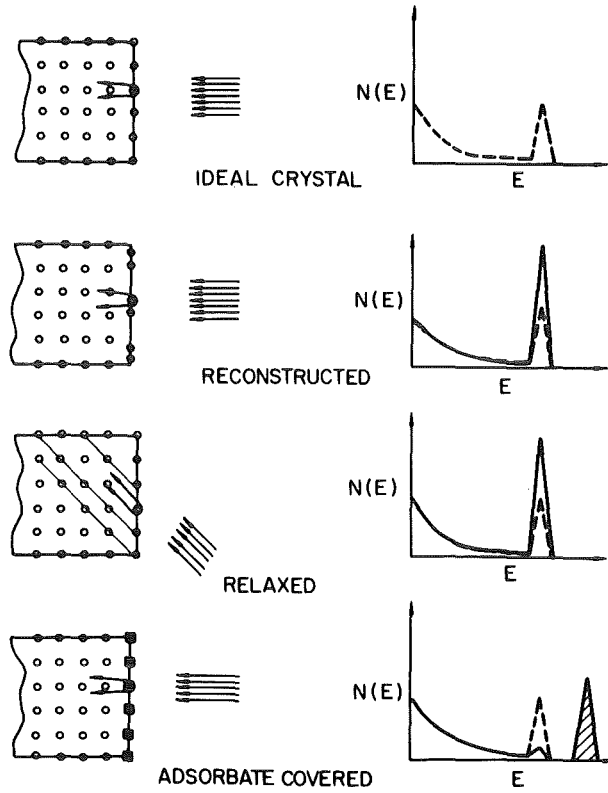 N(E)
E
IDEAL CRYSTAL
N(E)
E
RECONSTRUCTED
N(E)
E
RELAXED
N(E)
E
ADSORBATE COVERED